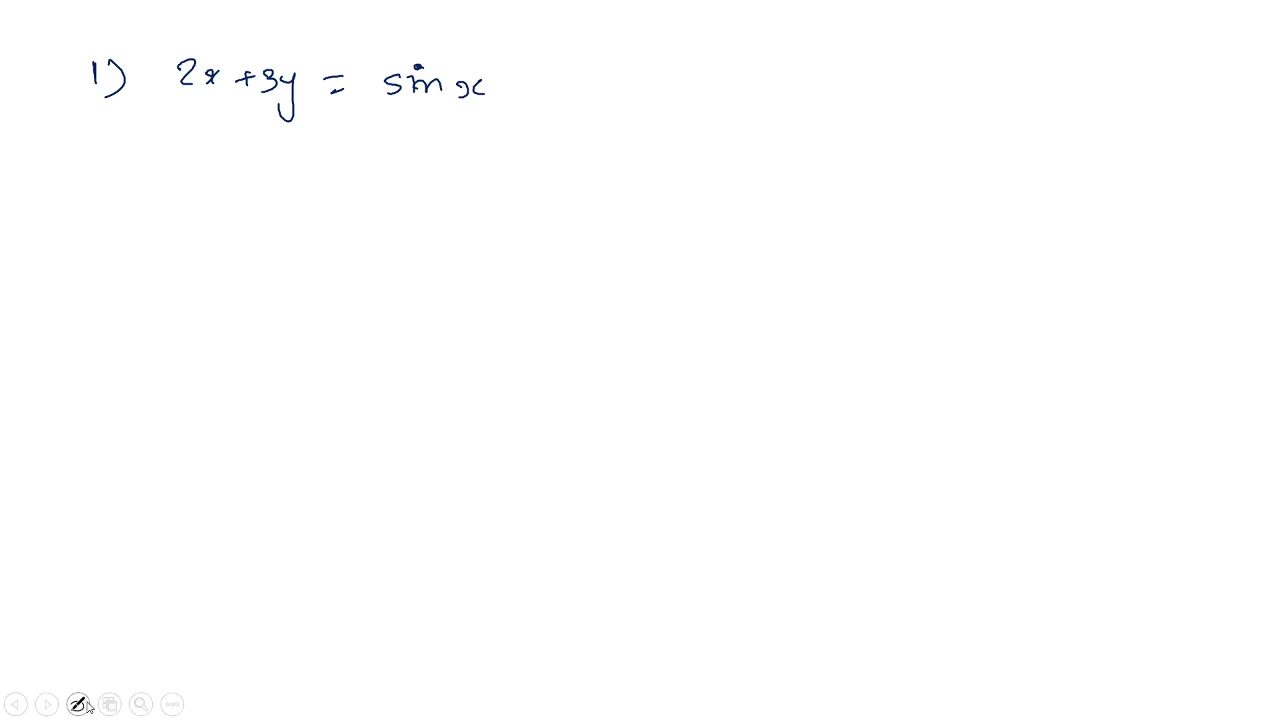 1) 2x + 3y = sin x